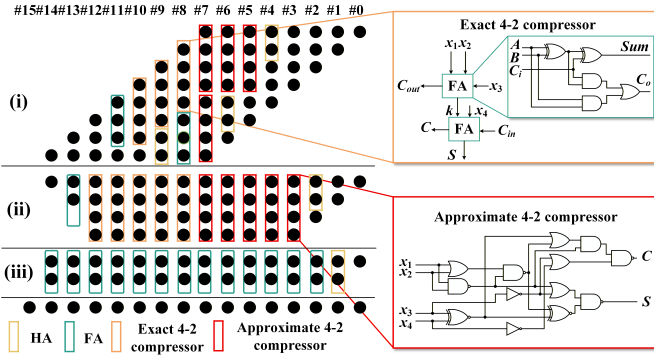 #15#14#13#12 #11 #10 #9 #8 #7 #6 #5 #4 #3 #2 #1 #0
(i)
(ii)
(iii)
HA
FA
Exact 4-2 compressor
Approximate 4-2 compressor
Exact 4-2 compressor
x₁ x₂
Cout
FA
x₃
k
x₄
C
FA
Cin
S
A
B
Ci
Sum
Co
Approximate 4-2 compressor
x₁
x₂
x₃
x₄
C
S